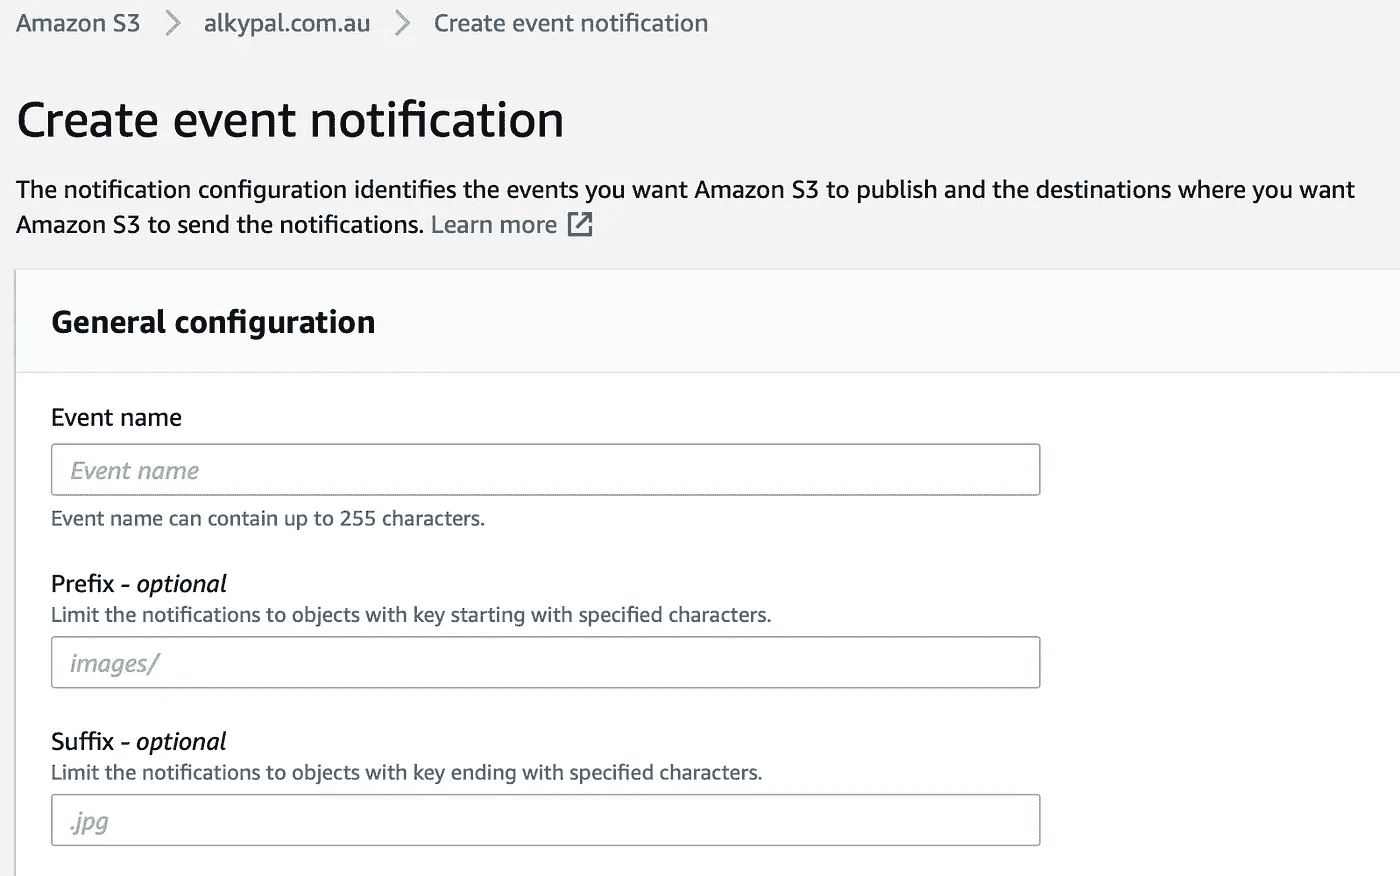 Amazon S3 > alkypal.com.au > Create event notification
Create event notification
The notification configuration identifies the events you want Amazon S3 to publish and the destinations where you want
Amazon S3 to send the notifications. Learn more
General configuration
Event name
Event name
Event name can contain up to 255 characters.
Prefix - optional
Limit the notifications to objects with key starting with specified characters.
images/
Suffix - optional
Limit the notifications to objects with key ending with specified characters.
.jpg